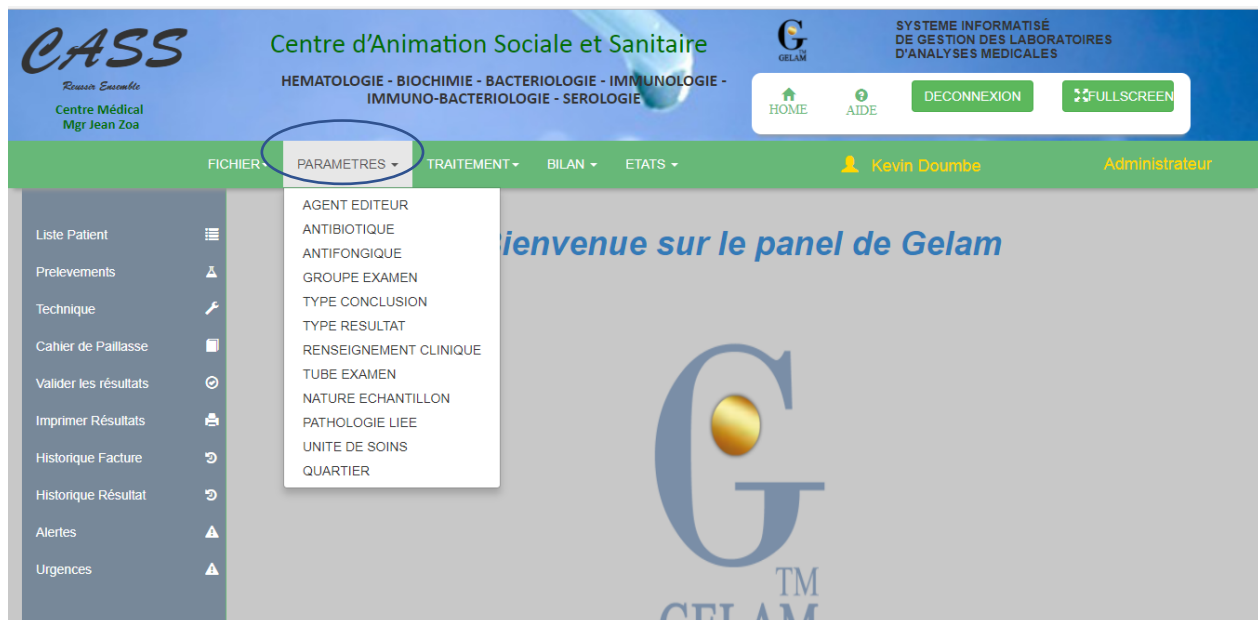 CASS
Reussir Ensemble
Centre Médical
Mgr Jean Zoa
Centre d'Animation Sociale et Sanitaire
HEMATOLOGIE - BIOCHIMIE - BACTERIOLOGIE - IMMUNOLOGIE -
IMMUNO-BACTERIOLOGIE - SEROLOGIE
G
GELAM
TM
SYSTEME INFORMATISÉ
DE GESTION DES LABORATOIRES
D'ANALYSES MEDICALES
HOME
AIDE
DECONNEXION
FULLSCREEN
FICHIER
PARAMETRES
TRAITEMENT
BILAN
ETATS
Kevin Doumbe
Administrateur
AGENT EDITEUR
ANTIBIOTIQUE
ANTIFONGIQUE
GROUPE EXAMEN
TYPE CONCLUSION
TYPE RESULTAT
RENSEIGNEMENT CLINIQUE
TUBE EXAMEN
NATURE ECHANTILLON
PATHOLOGIE LIEE
UNITE DE SOINS
QUARTIER
Liste Patient
Prelevements
Technique
Cahier de Paillasse
Valider les résultats
Imprimer Résultats
Historique Facture
Historique Résultat
Alertes
Urgences
Bienvenue sur le panel de Gelam
G
TM
GELAM